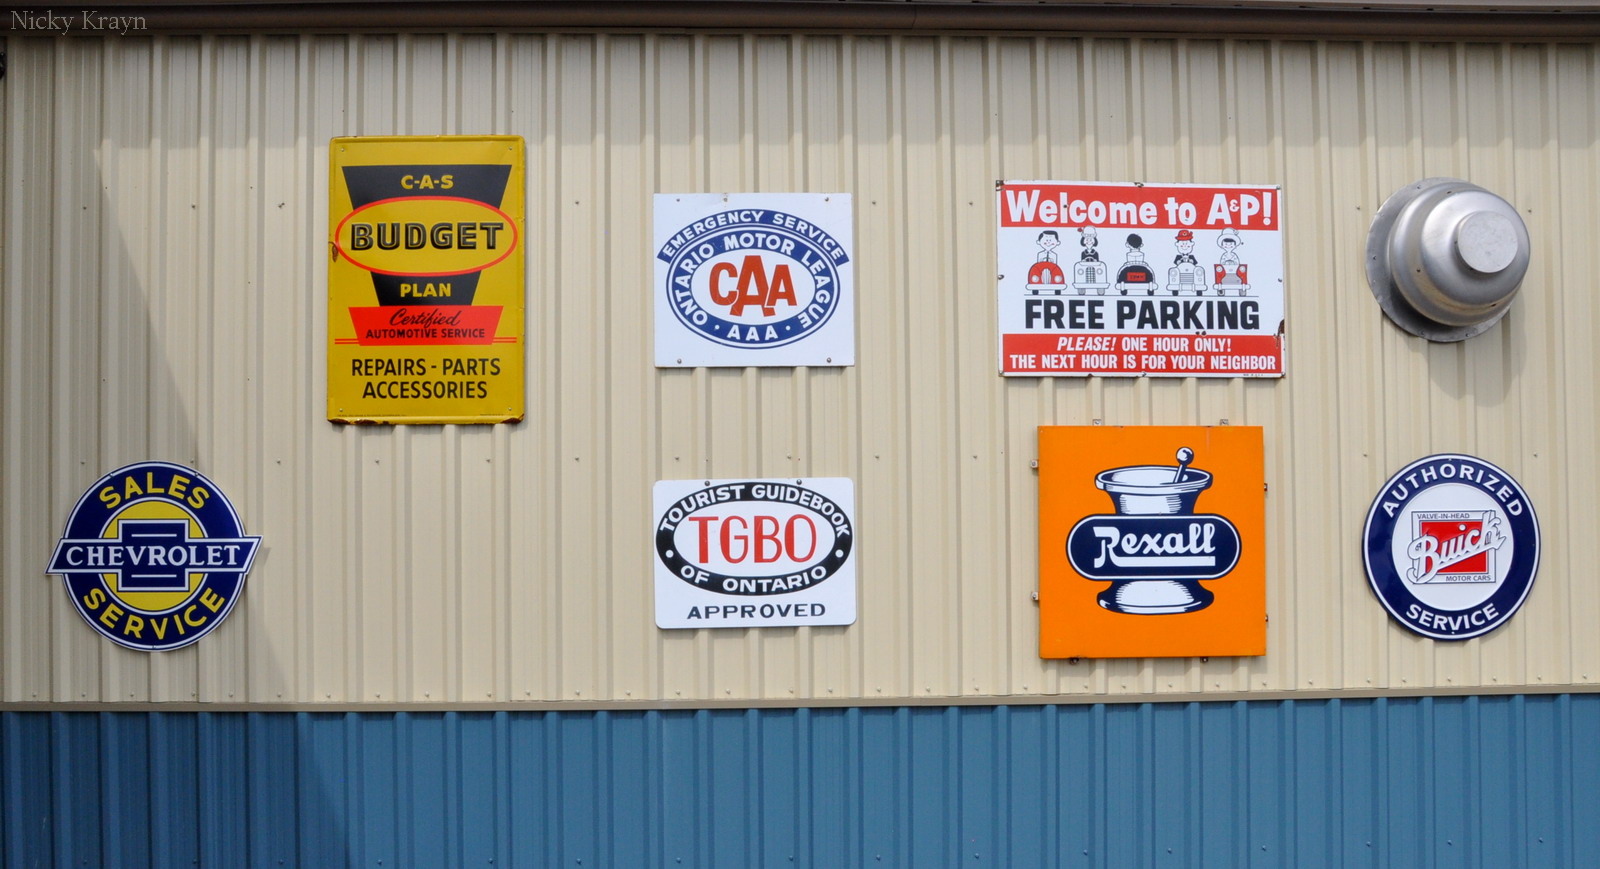 Nicky Krayn
C-A-S
BUDGET
PLAN
Certified
AUTOMOTIVE SERVICE
REPAIRS - PARTS
ACCESSORIES
EMERGENCY SERVICE
ONTARIO MOTOR LEAGUE
CAA
· AAA ·
Welcome to A&P!
FREE PARKING
PLEASE! ONE HOUR ONLY!
THE NEXT HOUR IS FOR YOUR NEIGHBOR
SALES
CHEVROLET
SERVICE
TOURIST GUIDEBOOK
TGBO
· OF ONTARIO ·
APPROVED
Rexall
AUTHORIZED
VALVE-IN-HEAD
Buick
MOTOR CARS
SERVICE